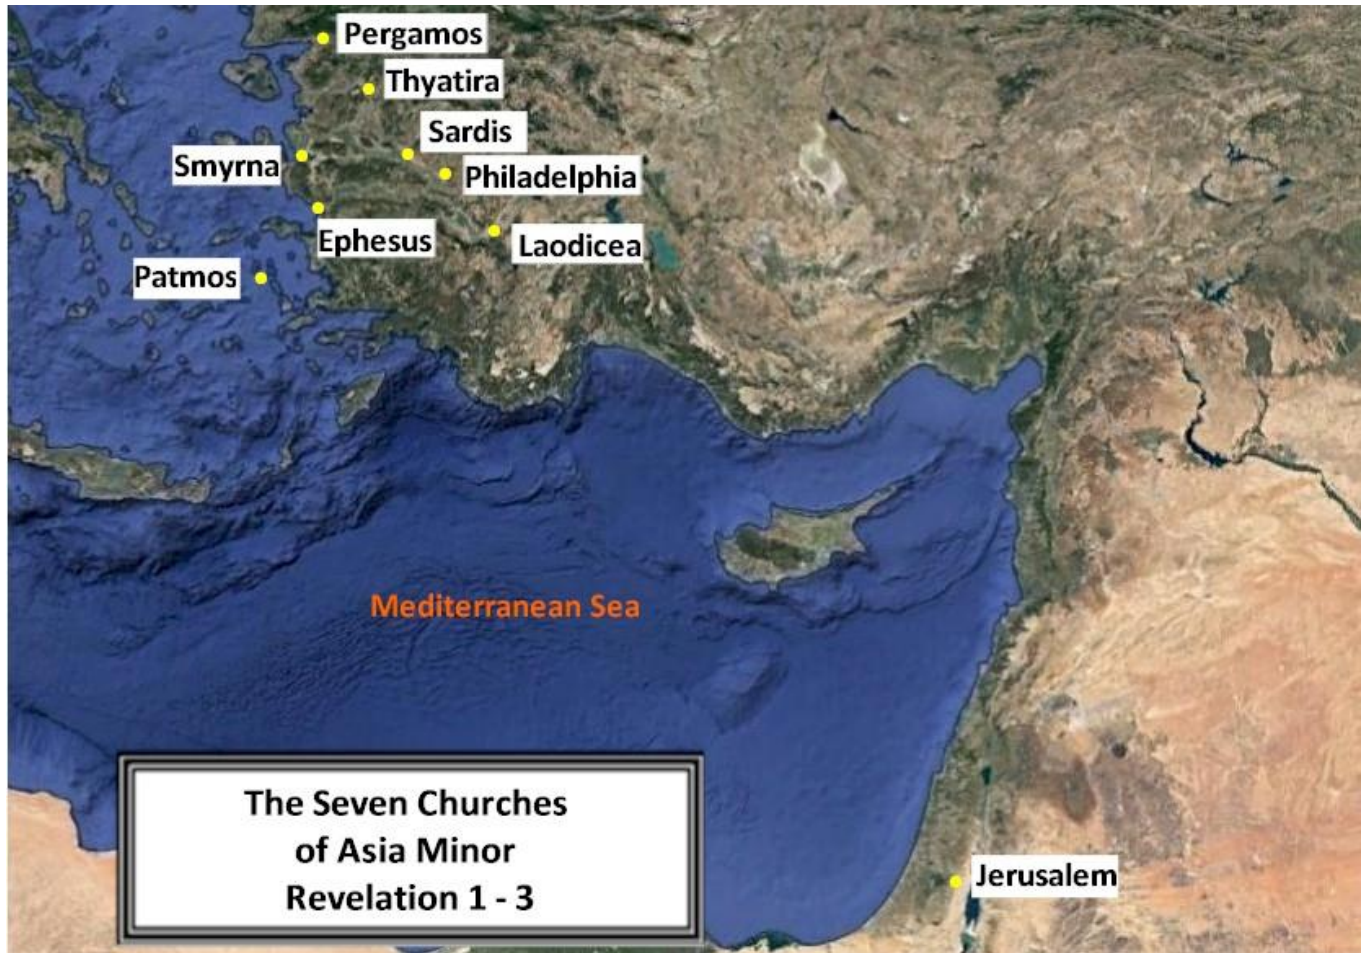 Pergamos
Thyatira
Sardis
Smyrna
Philadelphia
Ephesus
Laodicea
Patmos
Mediterranean Sea
The Seven Churches
of Asia Minor
Revelation 1 - 3
Jerusalem